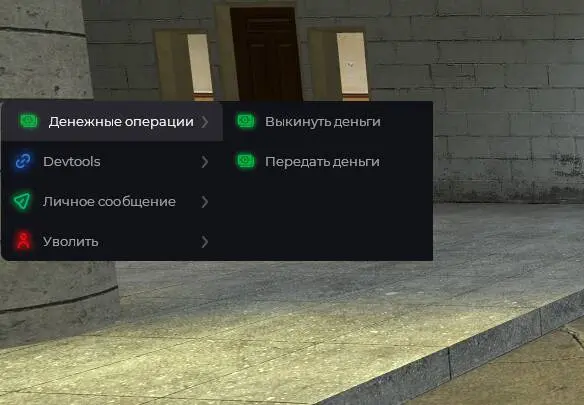 Денежные операции
Выкинуть деньги
Devtools
Передать деньги
Личное сообщение
Уволить